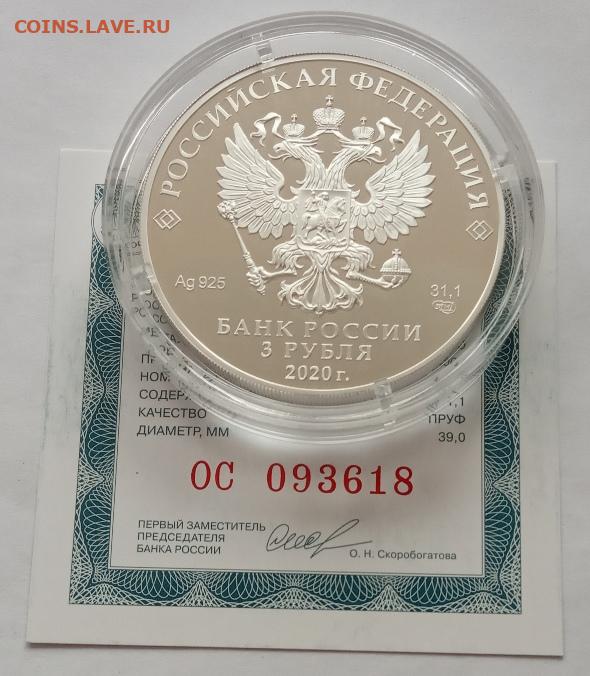 COINS.LAVE.RU
РОССИЙСКАЯ ФЕДЕРАЦИЯ
Ag 925
31,1
БАНК РОССИИ
3 РУБЛЯ
2020 г.
КАЧЕСТВО ПРУФ
ДИАМЕТР, ММ 39,0
ОС 093618
ПЕРВЫЙ ЗАМЕСТИТЕЛЬ
ПРЕДСЕДАТЕЛЯ
БАНКА РОССИИ
О. Н. Скоробогатова